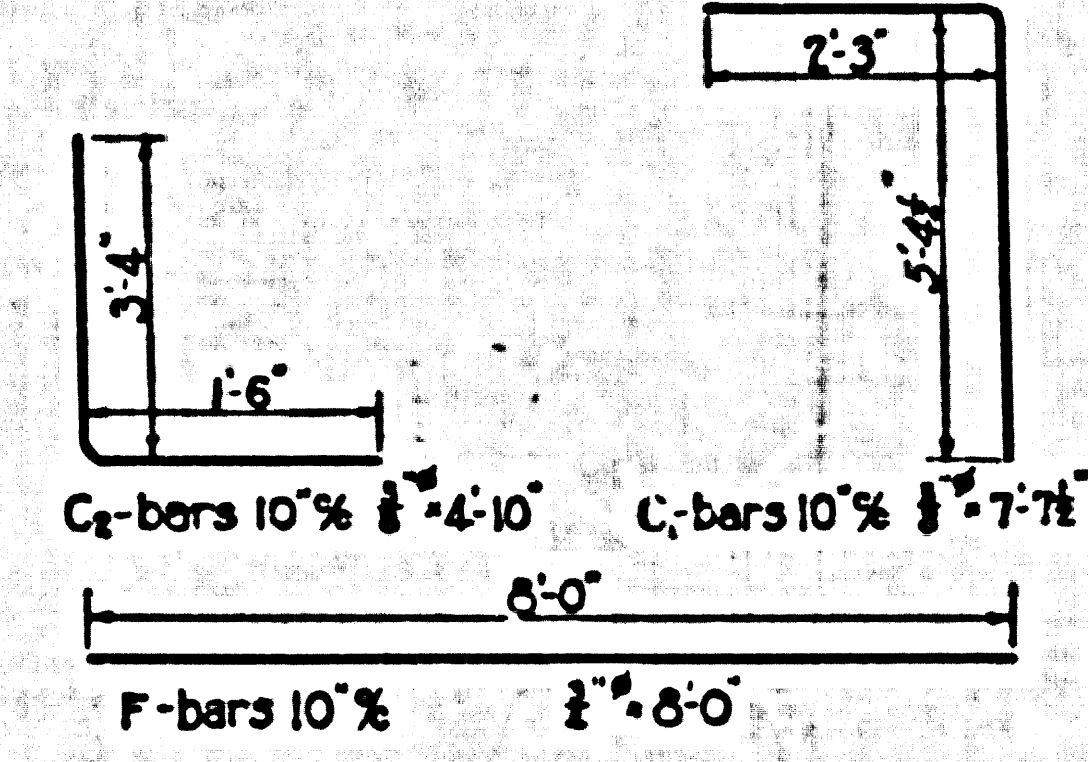 2'-3"
5'-4½"
3'-4"
1'-6"
C₂-bars 10" ℅ ⅜"ø = 4'-10"
C₁-bars 10" ℅ ⅜"ø = 7'-7½"
8'-0"
F-bars 10" ℅ ½"ø = 8'-0"